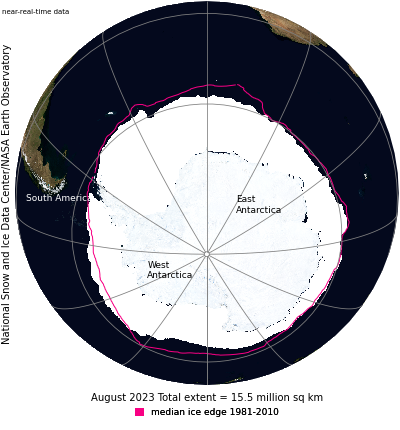 near-real-time data
National Snow and Ice Data Center/NASA Earth Observatory
South America
East
Antarctica
West
Antarctica
August 2023 Total extent = 15.5 million sq km
median ice edge 1981-2010